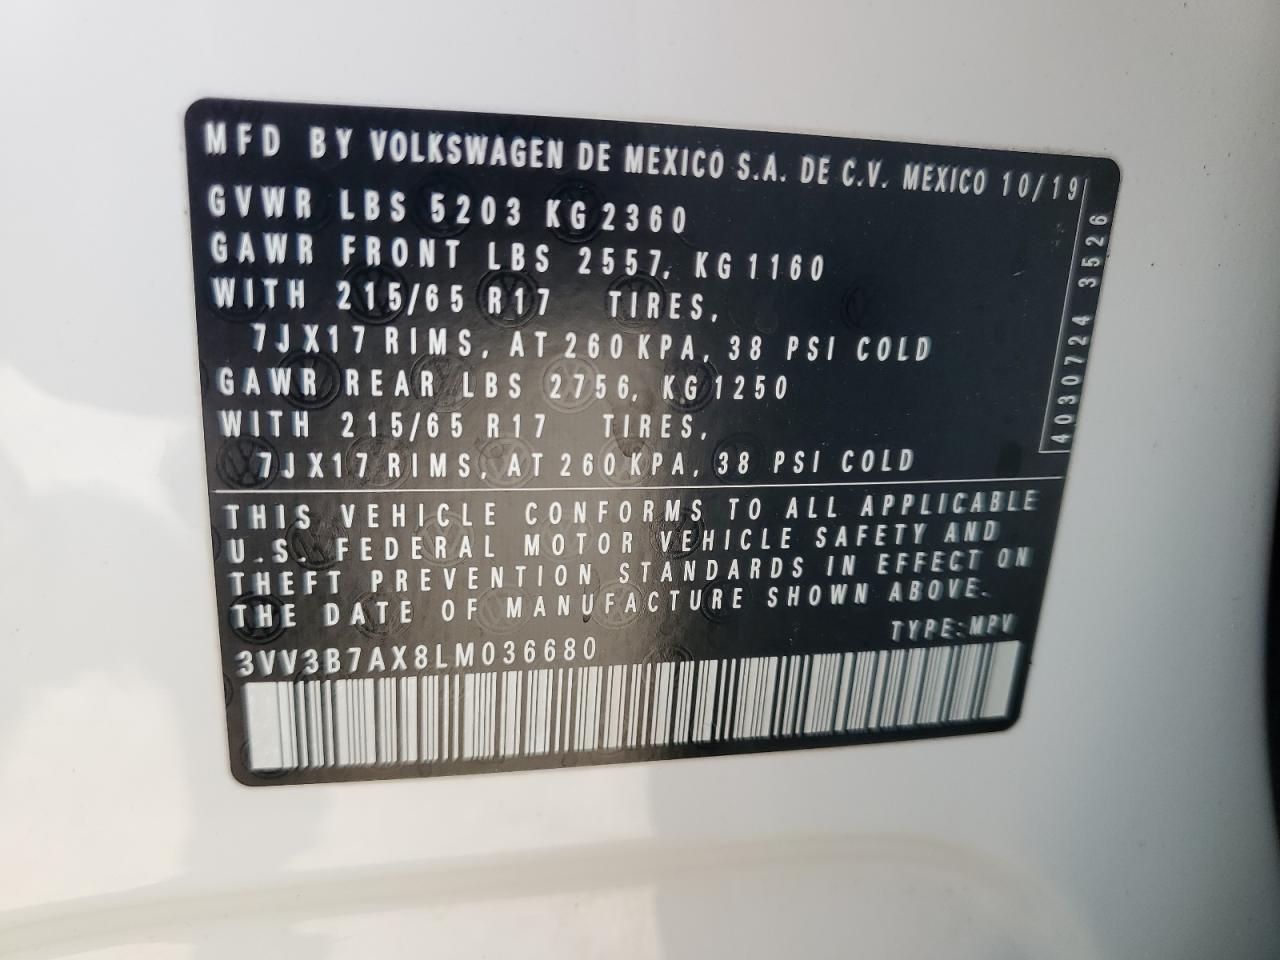 MFD BY VOLKSWAGEN DE MEXICO S.A. DE C.V. MEXICO 10/19
GVWR LBS 5203 KG 2360
GAWR FRONT LBS 2557, KG 1160
WITH 215/65 R17 TIRES,
7JX17 RIMS, AT 260 KPA, 38 PSI COLD
GAWR REAR LBS 2756, KG 1250
WITH 215/65 R17 TIRES,
7JX17 RIMS, AT 260 KPA, 38 PSI COLD
4030724 3526
THIS VEHICLE CONFORMS TO ALL APPLICABLE
U.S. FEDERAL MOTOR VEHICLE SAFETY AND
THEFT PREVENTION STANDARDS IN EFFECT ON
THE DATE OF MANUFACTURE SHOWN ABOVE.
TYPE: MPV
3VV3B7AX8LM036680